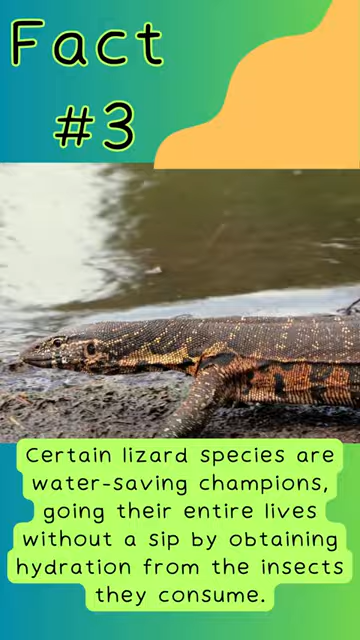 Fact
#3
Certain lizard species are
water-saving champions,
going their entire lives
without a sip by obtaining
hydration from the insects
they consume.